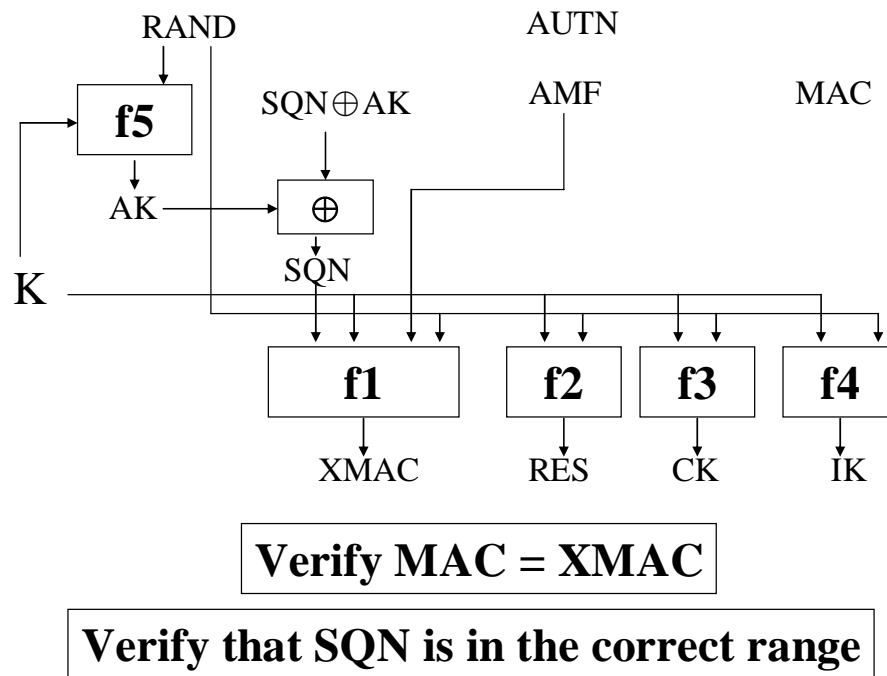 RAND
AUTN
f5
SQN⊕AK
AMF
MAC
AK
⊕
SQN
K
f1
f2
f3
f4
XMAC
RES
CK
IK
Verify MAC = XMAC
Verify that SQN is in the correct range